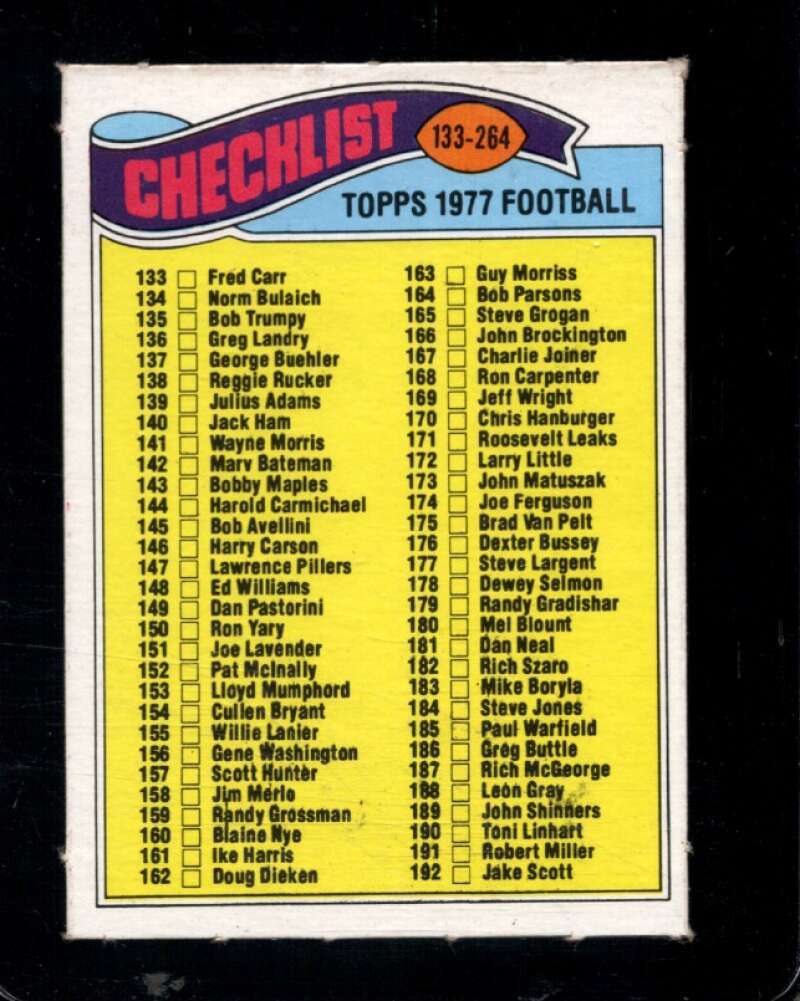 CHECKLIST
133-264
TOPPS 1977 FOOTBALL
133 Fred Carr
134 Norm Bulaich
135 Bob Trumpy
136 Greg Landry
137 George Buehler
138 Reggie Rucker
139 Julius Adams
140 Jack Ham
141 Wayne Morris
142 Marv Bateman
143 Bobby Maples
144 Harold Carmichael
145 Bob Avellini
146 Harry Carson
147 Lawrence Pillers
148 Ed Williams
149 Dan Pastorini
150 Ron Yary
151 Joe Lavender
152 Pat McInally
153 Lloyd Mumphord
154 Cullen Bryant
155 Willie Lanier
156 Gene Washington
157 Scott Hunter
158 Jim Merlo
159 Randy Grossman
160 Blaine Nye
161 Ike Harris
162 Doug Dieken
163 Guy Morriss
164 Bob Parsons
165 Steve Grogan
166 John Brockington
167 Charlie Joiner
168 Ron Carpenter
169 Jeff Wright
170 Chris Hanburger
171 Roosevelt Leaks
172 Larry Little
173 John Matuszak
174 Joe Ferguson
175 Brad Van Pelt
176 Dexter Bussey
177 Steve Largent
178 Dewey Selmon
179 Randy Gradishar
180 Mel Blount
181 Dan Neal
182 Rich Szaro
183 Mike Boryla
184 Steve Jones
185 Paul Warfield
186 Greg Buttle
187 Rich McGeorge
188 Leon Gray
189 John Shinners
190 Toni Linhart
191 Robert Miller
192 Jake Scott